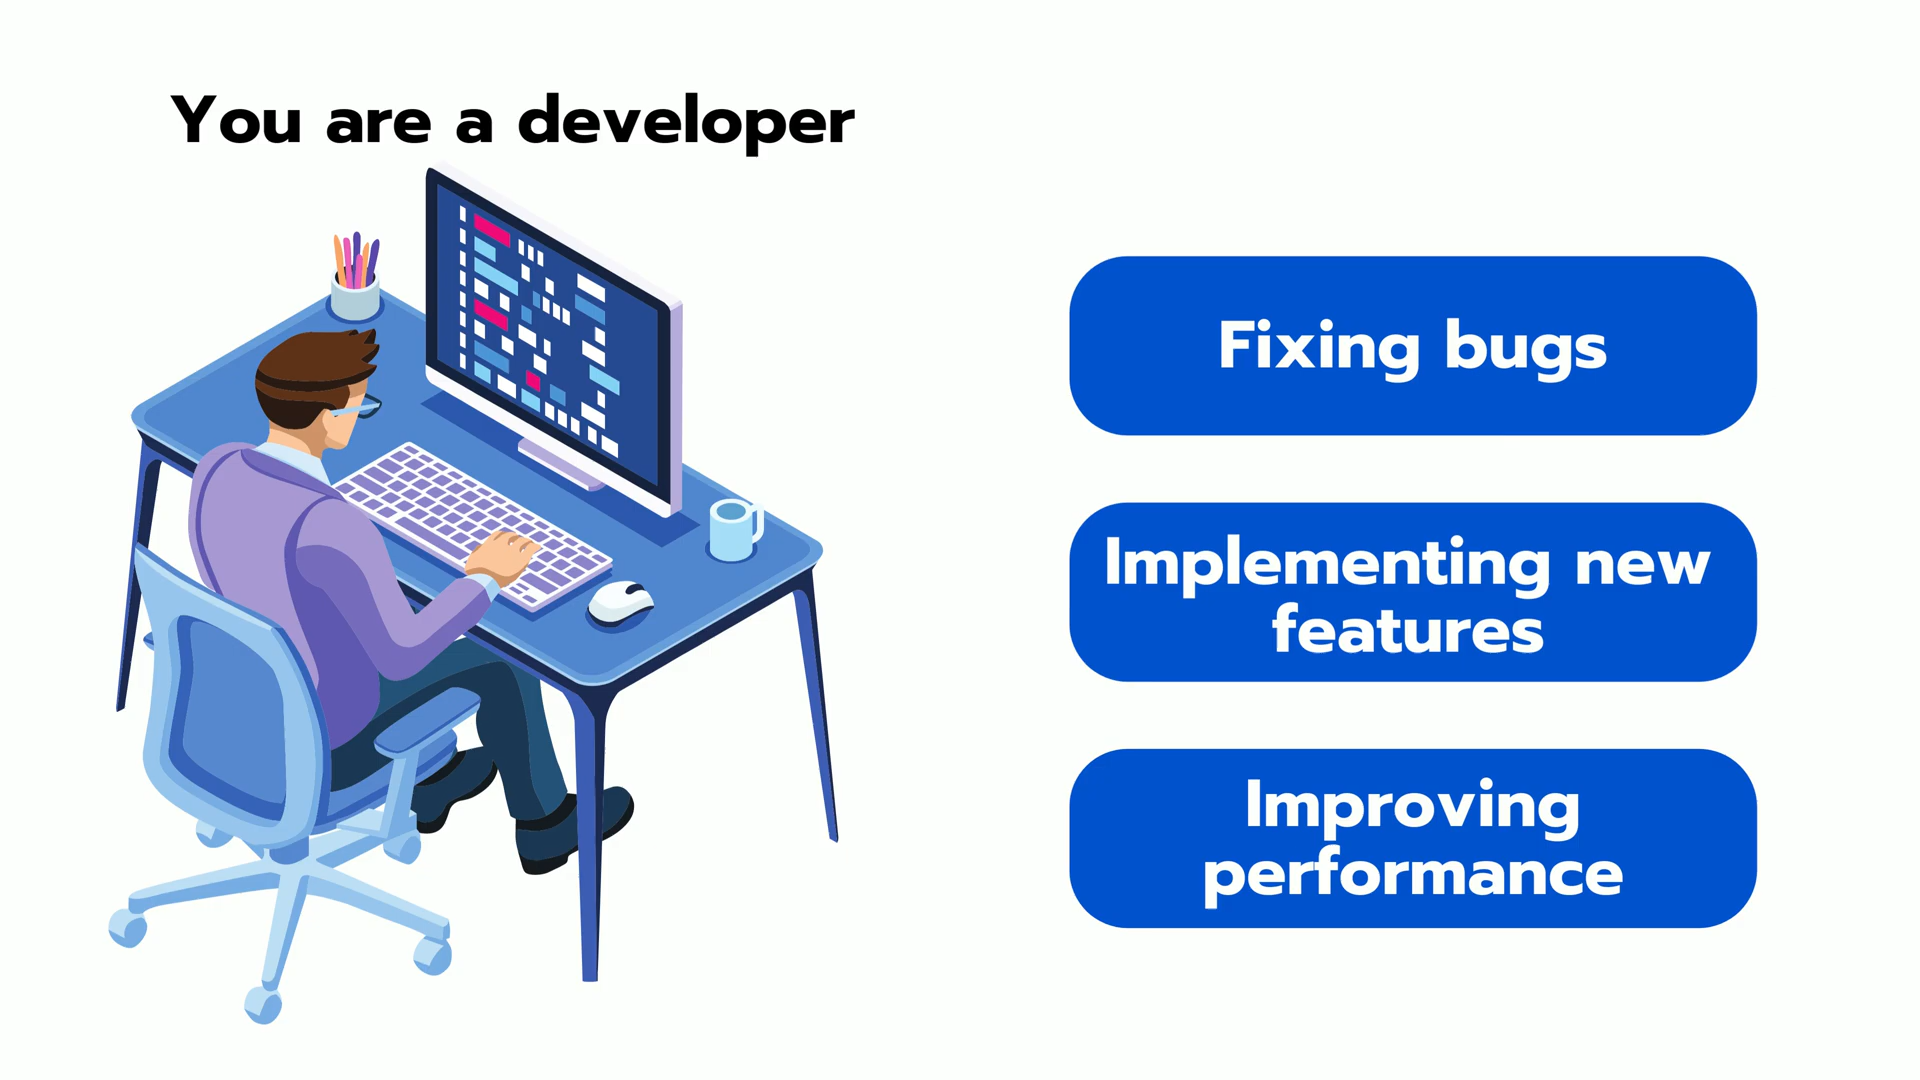 You are a developer
Fixing bugs
Implementing new
features
Improving
performance